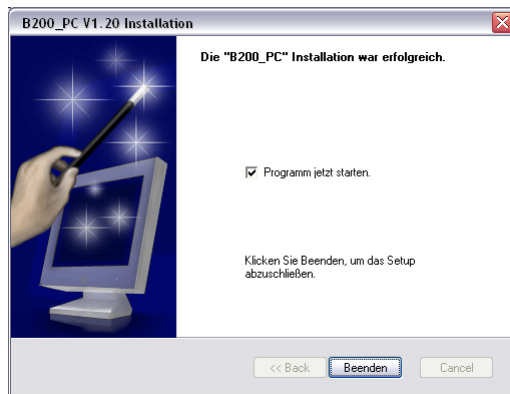 B200_PC V1.20 Installation
Die "B200_PC" Installation war erfolgreich.
Programm jetzt starten.
Klicken Sie Beenden, um das Setup
abzuschließen.
<< Back
Beenden
Cancel